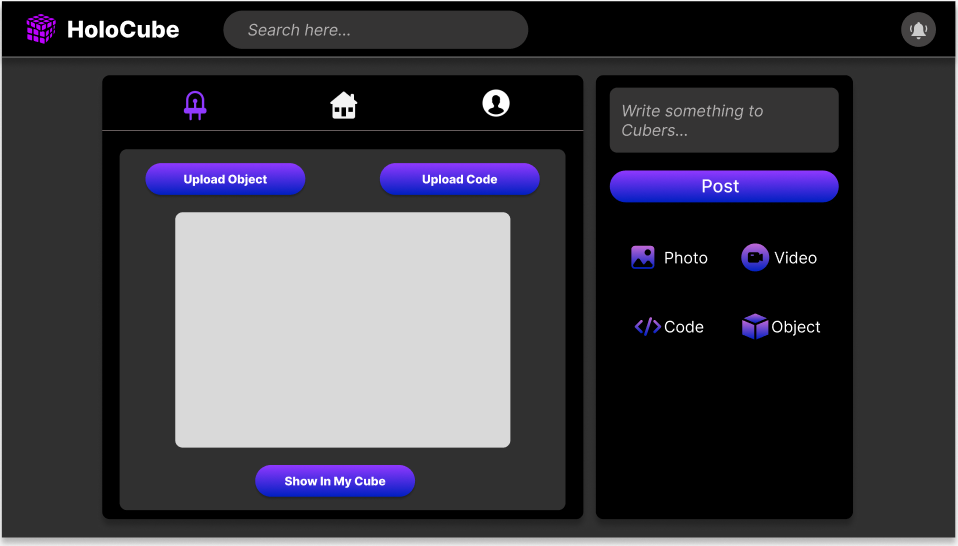 HoloCube
Search here...
Upload Object
Upload Code
Show In My Cube
Write something to
Cubers...
Post
Photo
Video
Code
Object